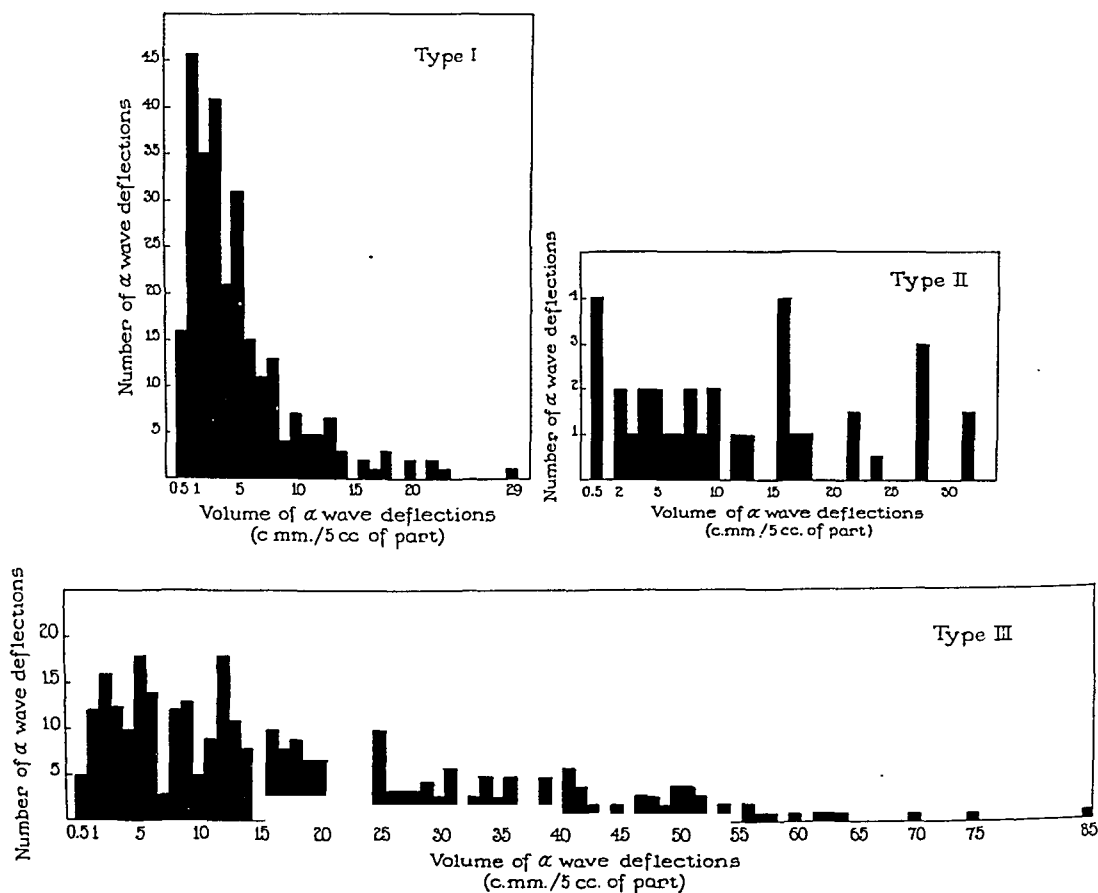 Type I
Number of α wave deflections
45
40
35
30
25
20
15
10
5
0.5 1 5 10 15 20 29
Volume of α wave deflections
(c mm./5 cc of part)
Type II
Number of α wave deflections
4
3
2
1
0.5 2 5 10 15 20 25 30
Volume of α wave deflections
(c.mm/5 cc. of part)
Type III
Number of α wave deflections
20
15
10
5
0.5 1 5 10 15 20 25 30 35 40 45 50 55 60 65 70 75 85
Volume of α wave deflections
(c.mm./5 cc. of part)